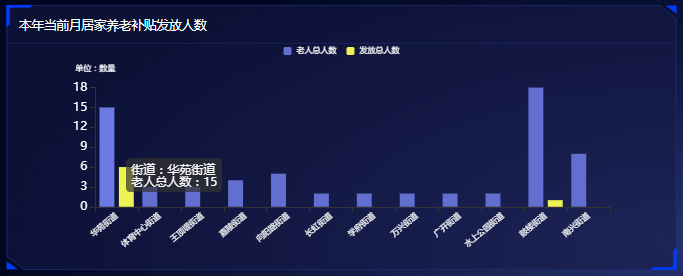 本年当前月居家养老补贴发放人数
老人总人数 发放总人数
单位：数量
18
15
12
9
6
3
0
街道：华苑街道
老人总人数：15
华苑街道 体育中心街道 王顶堤街道 嘉陵街道 向阳路街道 长虹街道 学府街道 万兴街道 广开街道 水上公园街道 鼓楼街道 南兴街道